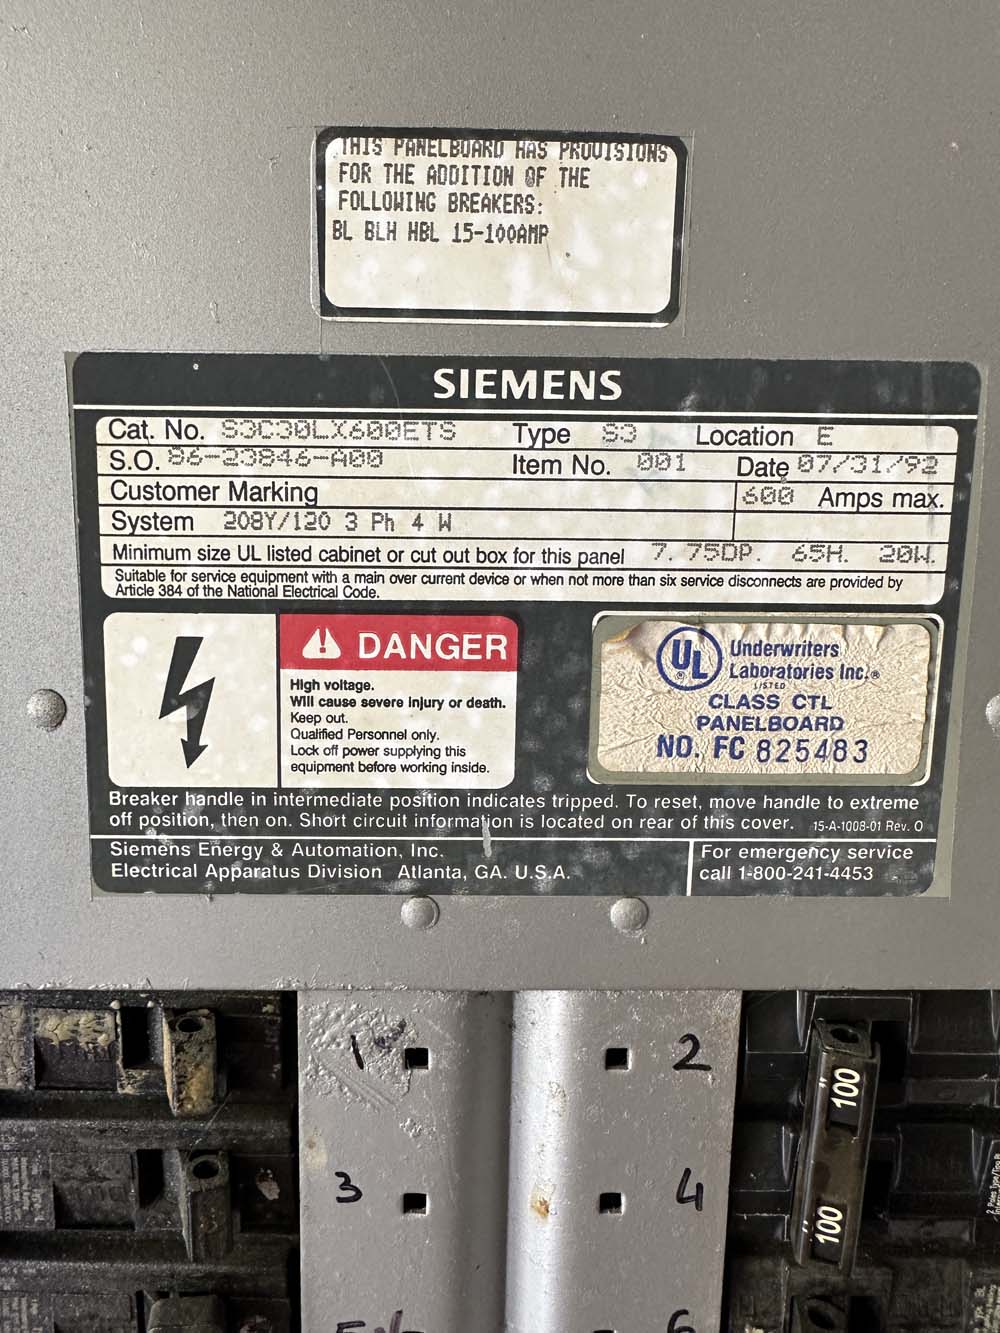 THIS PANELBOARD HAS PROVISIONS
FOR THE ADDITION OF THE
FOLLOWING BREAKERS:
BL BLH HBL 15-100AMP
SIEMENS
Cat. No. S3C30LX600ETS Type S3 Location E
S.O. 86-23846-A00 Item No. 001 Date 07/31/92
Customer Marking 600 Amps max.
System 208Y/120 3 Ph 4 W
Minimum size UL listed cabinet or cut out box for this panel 7.75DP. 65H. 20W.
Suitable for service equipment with a main over current device or when not more than six service disconnects are provided by
Article 384 of the National Electrical Code.
DANGER
High voltage.
Will cause severe injury or death.
Keep out.
Qualified Personnel only.
Lock off power supplying this
equipment before working inside.
UL
Underwriters
Laboratories Inc.®
LISTED
CLASS CTL
PANELBOARD
NO. FC 825483
Breaker handle in intermediate position indicates tripped. To reset, move handle to extreme
off position, then on. Short circuit information is located on rear of this cover. 15-A-1008-01 Rev. O
Siemens Energy & Automation, Inc.
Electrical Apparatus Division Atlanta, GA. U.S.A.
For emergency service
call 1-800-241-4453
1 2
100
3 4
100
5 6